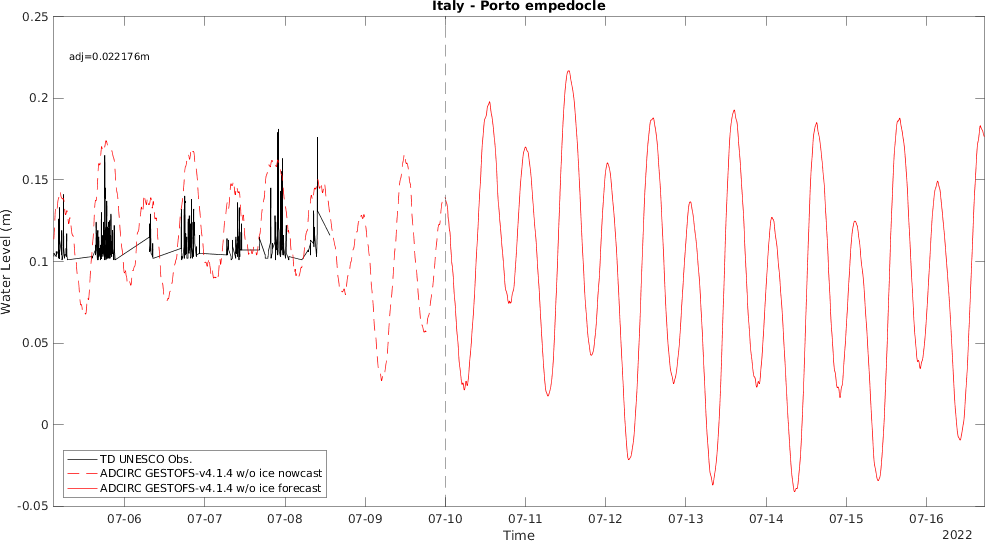 Italy - Porto empedocle
0.25
adj=0.022176m
0.2
0.15
0.1
0.05
0
-0.05
Water Level (m)
TD UNESCO Obs.
ADCIRC GESTOFS-v4.1.4 w/o ice nowcast
ADCIRC GESTOFS-v4.1.4 w/o ice forecast
07-06 07-07 07-08 07-09 07-10 07-11 07-12 07-13 07-14 07-15 07-16
Time
2022